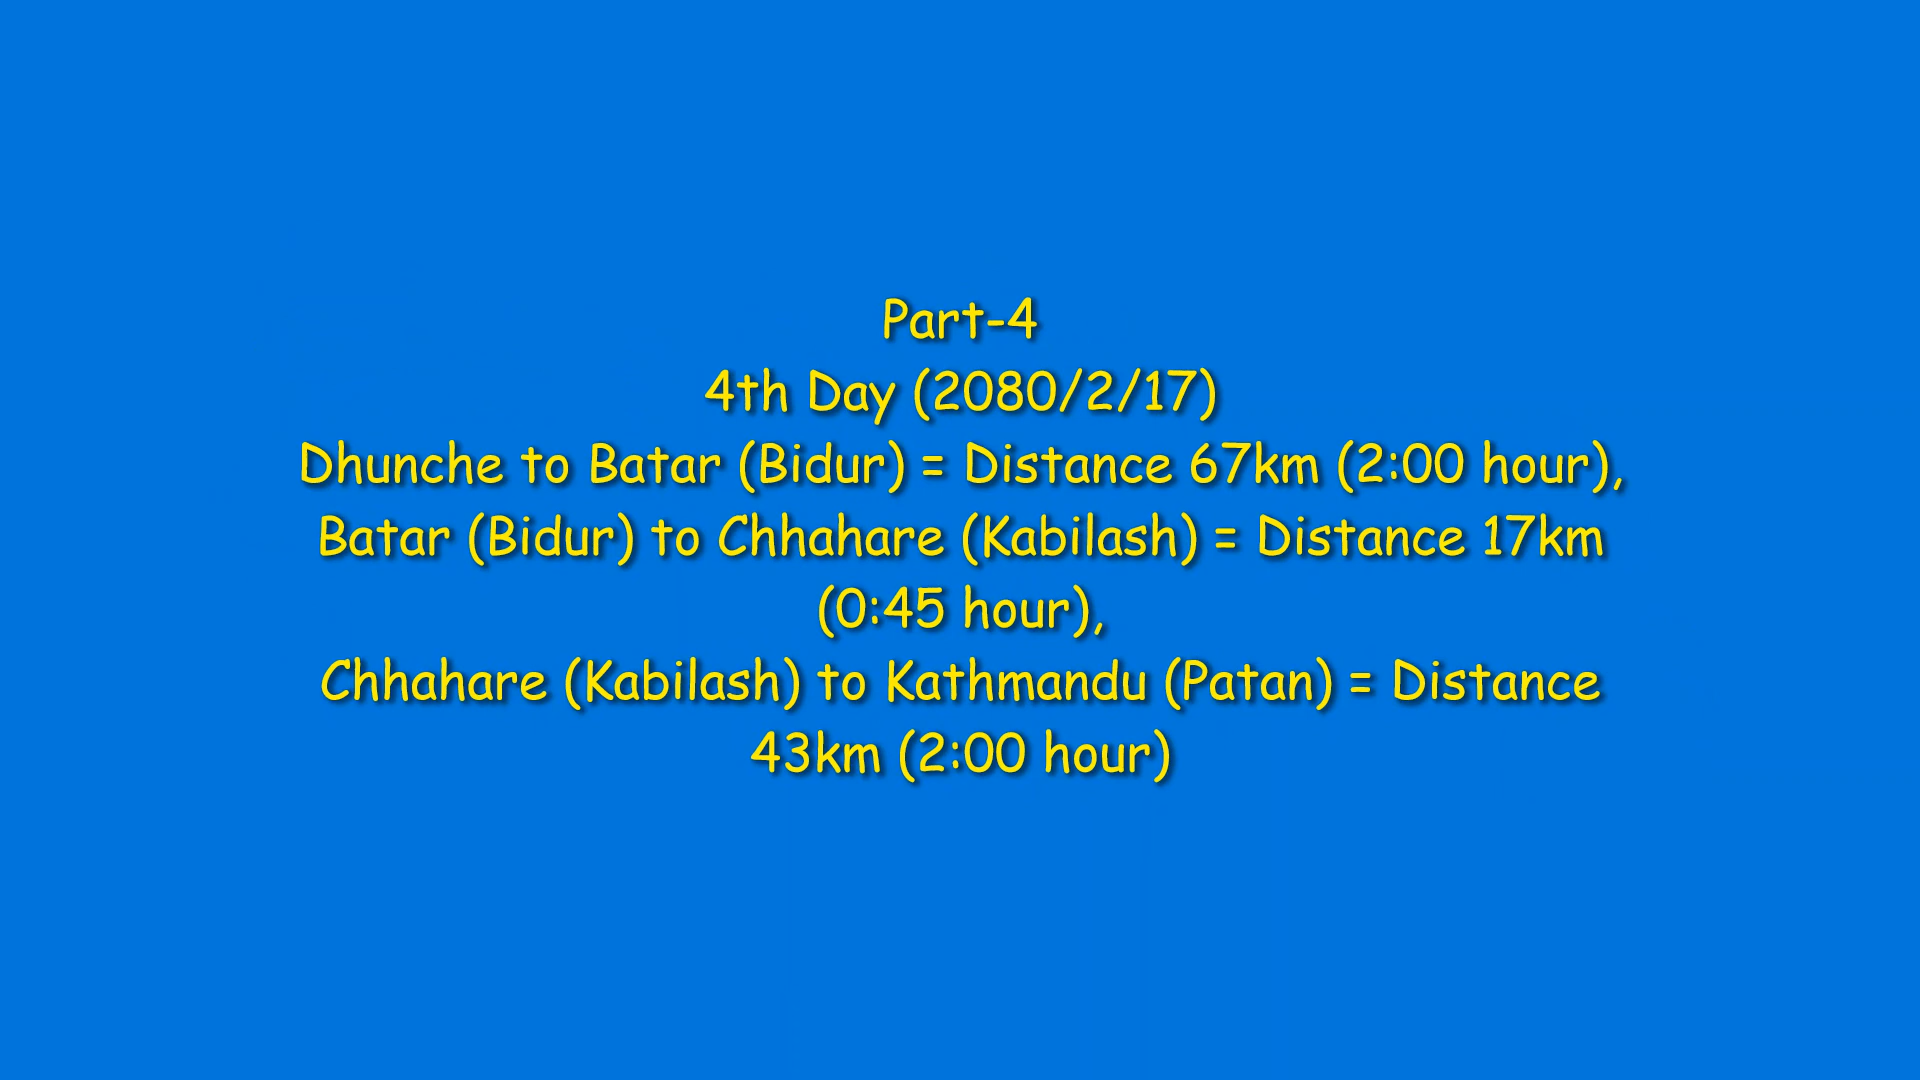 Part-4
4th Day (2080/2/17)
Dhunche to Batar (Bidur) = Distance 67km (2:00 hour),
Batar (Bidur) to Chhahare (Kabilash) = Distance 17km
(0:45 hour),
Chhahare (Kabilash) to Kathmandu (Patan) = Distance
43km (2:00 hour)